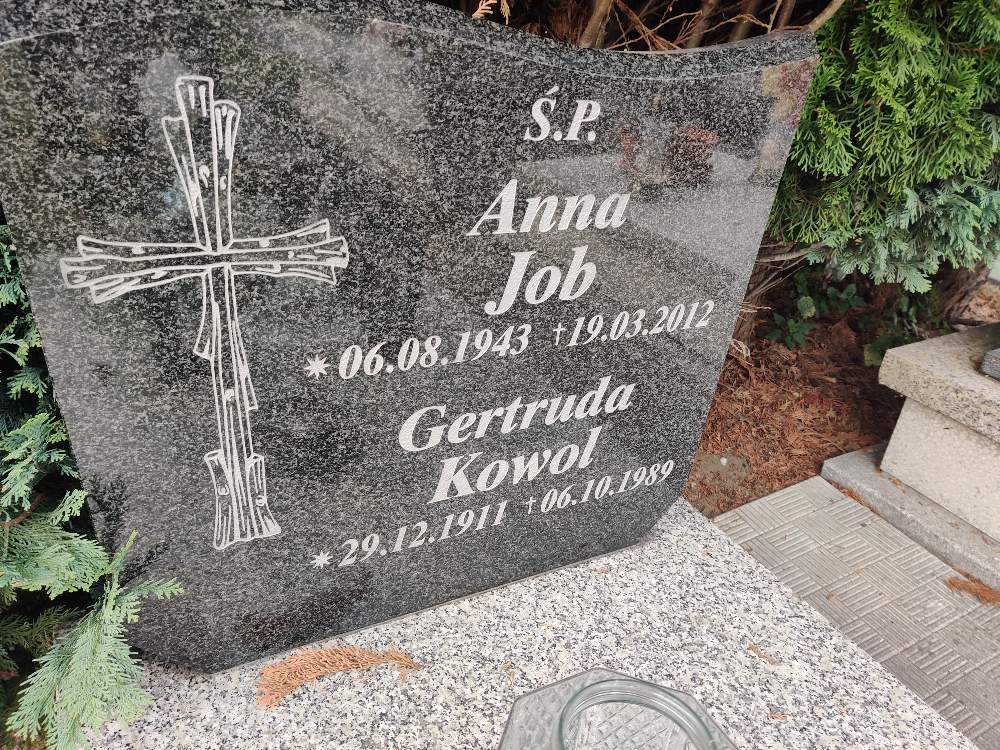 Ś.P.
Anna
Job
*06.08.1943 †19.03.2012
Gertruda
Kowol
*29.12.1911 †06.10.1989